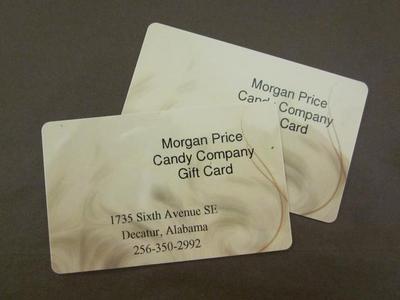 Morgan Price
Candy Company
Gift Card
Morgan Price
Candy Company
Gift Card
1735 Sixth Avenue SE
Decatur, Alabama
256-350-2992